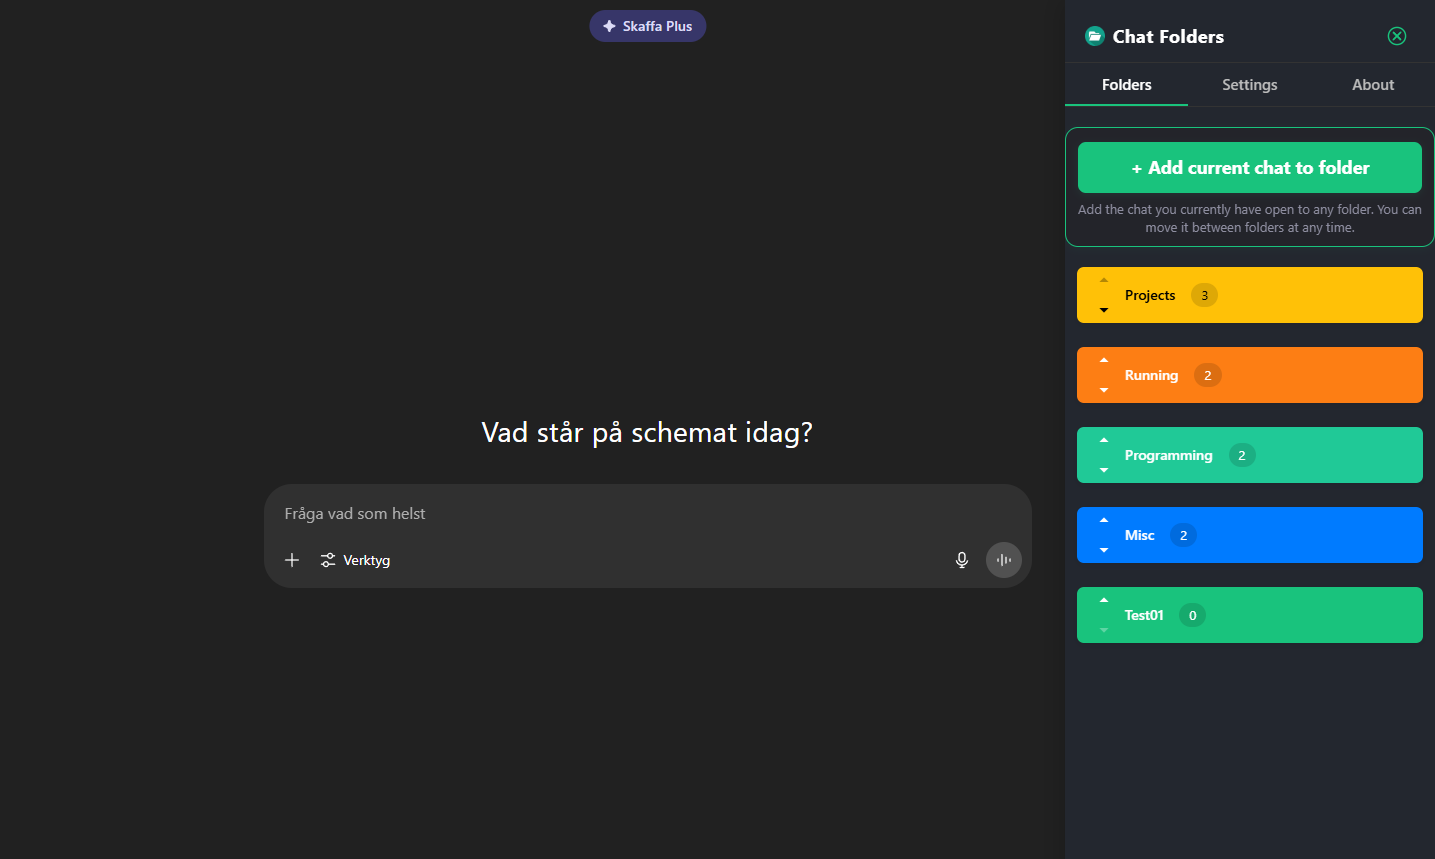 Skaffa Plus
Vad står på schemat idag?
Fråga vad som helst
Verktyg
Chat Folders
Folders Settings About
+ Add current chat to folder
Add the chat you currently have open to any folder. You can
move it between folders at any time.
Projects 3
Running 2
Programming 2
Misc 2
Test01 0